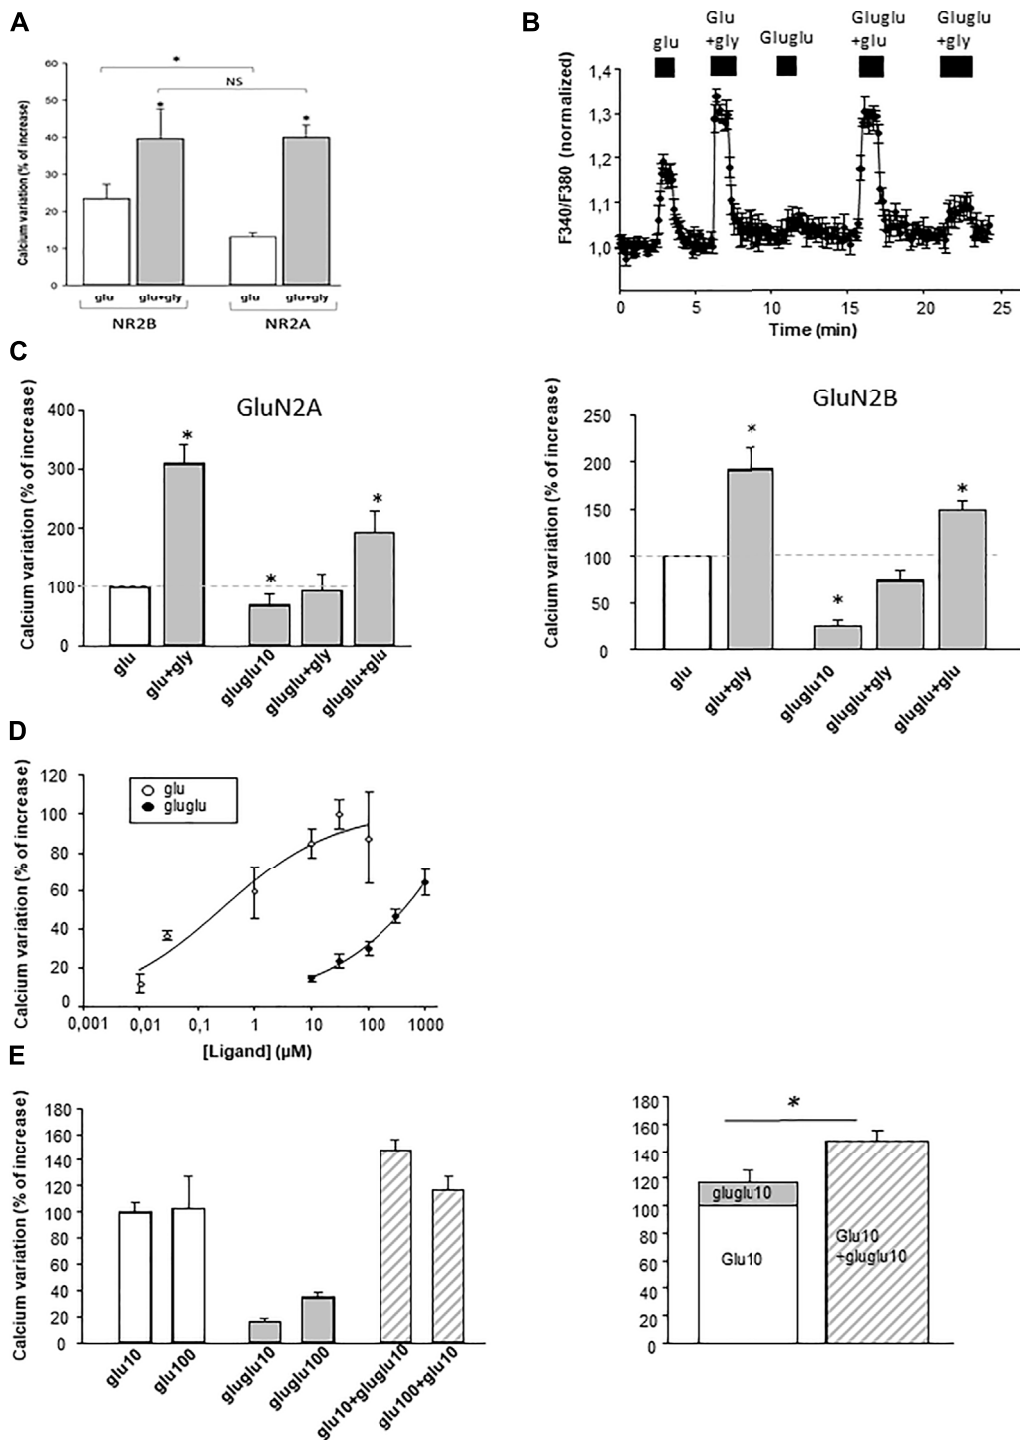 A
*
NS
*
*
Calcium variation (% of increase)
60
50
40
30
20
10
0
glu
glu+gly
glu
glu+gly
NR2B
NR2A
B
glu
Glu
+gly
Gluglu
Gluglu
+glu
Gluglu
+gly
F340/F380 (normalized)
1,4
1,3
1,2
1,1
1,0
0
5
10
15
20
25
Time (min)
C
GluN2A
Calcium variation (% of increase)
400
300
200
100
0
*
*
*
glu
glu+gly
gluglu10
gluglu+gly
gluglu+glu
GluN2B
Calcium variation (% of increase)
250
200
150
100
50
0
*
*
*
glu
glu+gly
gluglu10
gluglu+gly
gluglu+glu
D
Calcium variation (% of increase)
120
100
80
60
40
20
0
glu
gluglu
0,001
0,01
0,1
1
10
100
1000
[Ligand] (µM)
E
Calcium variation (% of increase)
180
160
140
120
100
80
60
40
20
0
glu10
glu100
gluglu10
gluglu100
glu10+gluglu10
glu100+glu10
180
160
140
120
100
80
60
40
20
0
*
gluglu10
Glu10
Glu10
+gluglu10